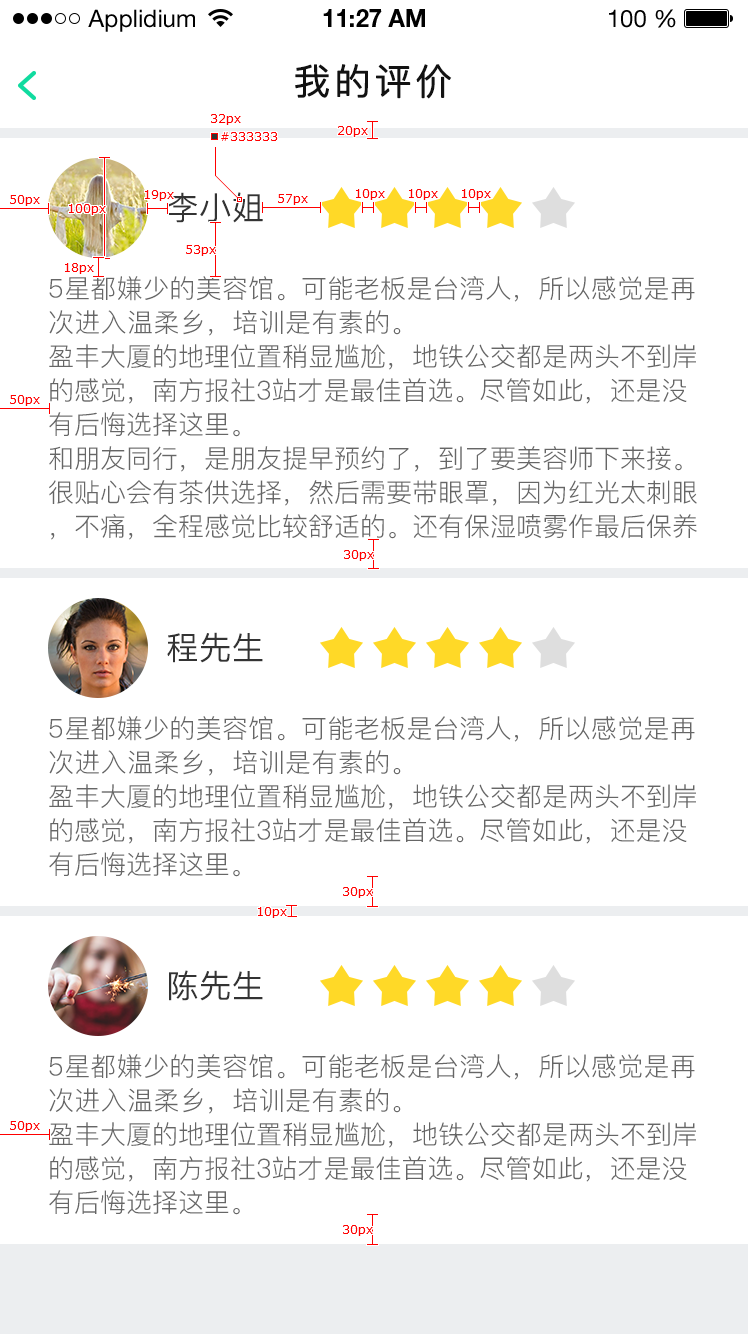 Applidium 11:27 AM 100 %
我的评价
32px
#333333
20px
50px
100px
19px
李小姐
57px
10px
10px
10px
53px
18px
5星都嫌少的美容馆。可能老板是台湾人，所以感觉是再
次进入温柔乡，培训是有素的。
盈丰大厦的地理位置稍显尴尬，地铁公交都是两头不到岸
50px
的感觉，南方报社3站才是最佳首选。尽管如此，还是没
有后悔选择这里。
和朋友同行，是朋友提早预约了，到了要美容师下来接。
很贴心会有茶供选择，然后需要带眼罩，因为红光太刺眼
，不痛，全程感觉比较舒适的。还有保湿喷雾作最后保养
30px
程先生
5星都嫌少的美容馆。可能老板是台湾人，所以感觉是再
次进入温柔乡，培训是有素的。
盈丰大厦的地理位置稍显尴尬，地铁公交都是两头不到岸
的感觉，南方报社3站才是最佳首选。尽管如此，还是没
有后悔选择这里。
30px
10px
陈先生
5星都嫌少的美容馆。可能老板是台湾人，所以感觉是再
次进入温柔乡，培训是有素的。
50px
盈丰大厦的地理位置稍显尴尬，地铁公交都是两头不到岸
的感觉，南方报社3站才是最佳首选。尽管如此，还是没
有后悔选择这里。
30px